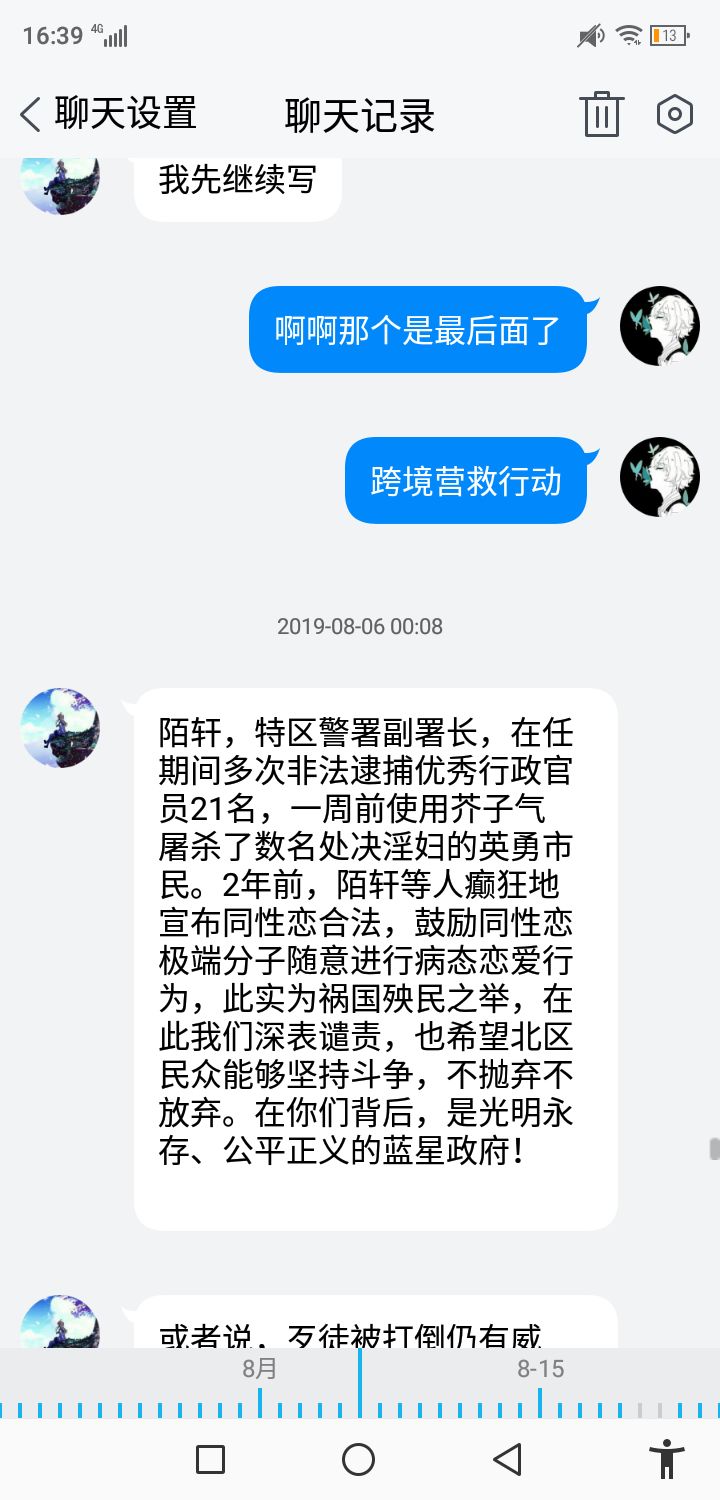 16:39 4G 13
聊天设置 聊天记录
我先继续写
啊啊那个是最后面了
跨境营救行动
2019-08-06 00:08
陌轩，特区警署副署长，在任
期间多次非法逮捕优秀行政官
员21名，一周前使用芥子气
屠杀了数名处决淫妇的英勇市
民。2年前，陌轩等人癫狂地
宣布同性恋合法，鼓励同性恋
极端分子随意进行病态恋爱行
为，此实为祸国殃民之举，在
此我们深表谴责，也希望北区
民众能够坚持斗争，不抛弃不
放弃。在你们背后，是光明永
存、公平正义的蓝星政府！
或者说，歹徒被打倒仍有威
8月 8-15